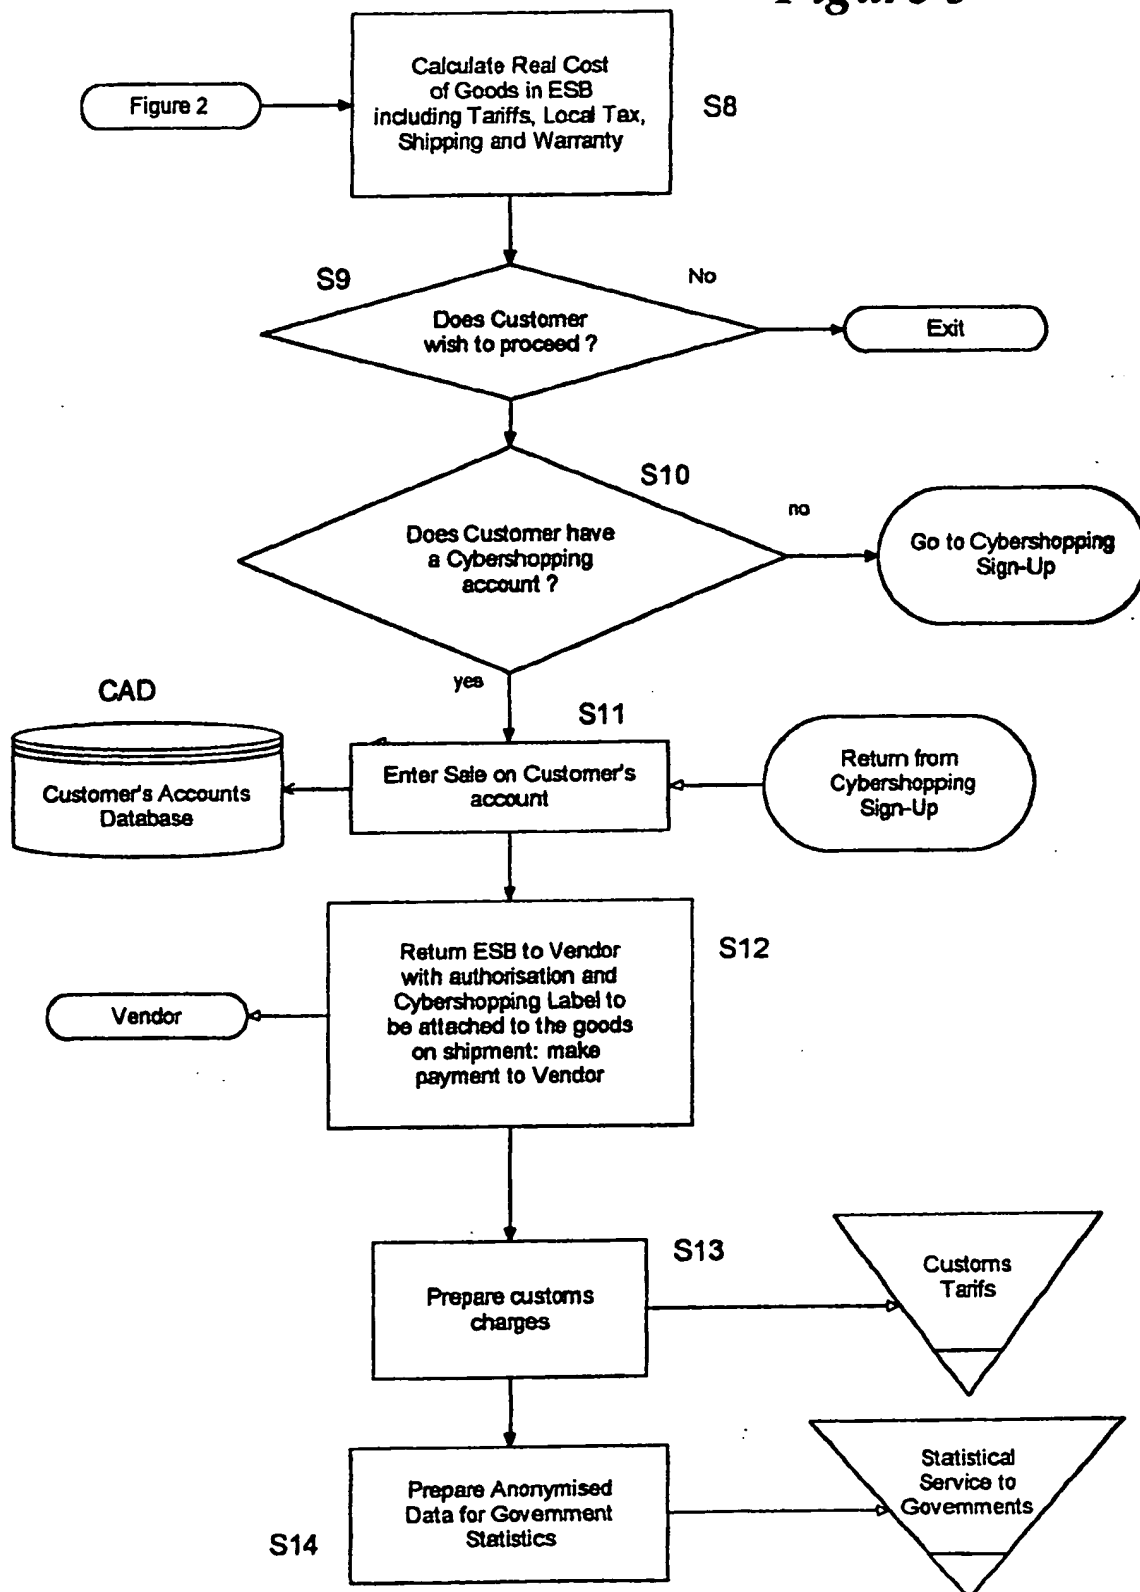 Calculate Real Cost
of Goods in ESB
including Tariffs, Local Tax,
Shipping and Warranty
Figure 2
S8
S9
No
Does Customer
wish to proceed ?
Exit
S10
no
Does Customer have
a Cybershopping
account ?
Go to Cybershopping
Sign-Up
yes
CAD
S11
Customer's Accounts
Database
Enter Sale on Customer's
account
Return from
Cybershopping
Sign-Up
Return ESB to Vendor
with authorisation and
Cybershopping Label to
be attached to the goods
on shipment: make
payment to Vendor
S12
Vendor
S13
Prepare customs
charges
Customs
Tarifs
Prepare Anonymised
Data for Government
Statistics
S14
Statistical
Service to
Governments